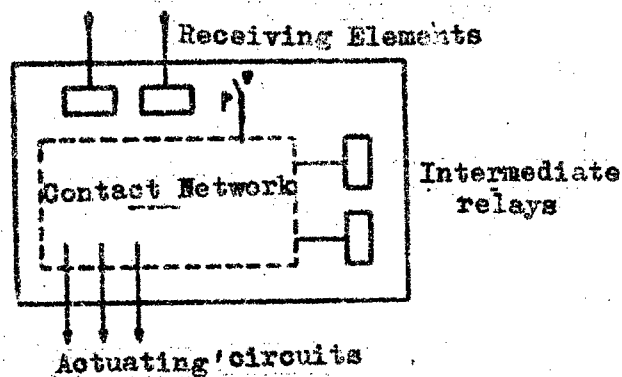 Receiving Elements
P
Contact Network
Intermediate
relays
Actuating circuits